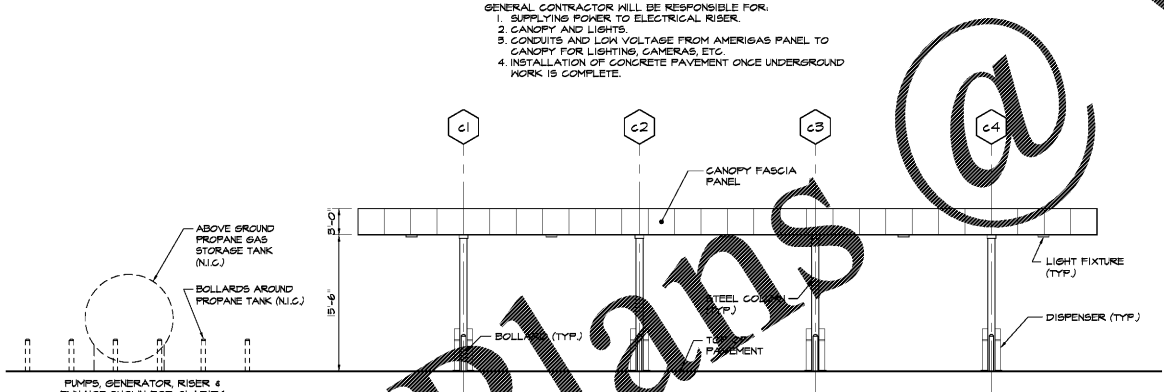 GENERAL CONTRACTOR WILL BE RESPONSIBLE FOR:
1. SUPPLYING POWER TO ELECTRICAL RISER.
2. CANOPY AND LIGHTS.
3. CONDUITS AND LOW VOLTAGE FROM AMERIGAS PANEL TO
CANOPY FOR LIGHTING, CAMERAS, ETC.
4. INSTALLATION OF CONCRETE PAVEMENT ONCE UNDERGROUND
WORK IS COMPLETE.
c1
c2
c3
c4
CANOPY FASCIA
PANEL
3'-0"
15'-6"
ABOVE GROUND
PROPANE GAS
STORAGE TANK
(N.I.C.)
BOLLARDS AROUND
PROPANE TANK (N.I.C.)
LIGHT FIXTURE
(TYP.)
STEEL COLUMN
(TYP.)
DISPENSER (TYP.)
BOLLARD (TYP.)
TOP OF
PAVEMENT
PUMPS, GENERATOR, RISER &
Plans @